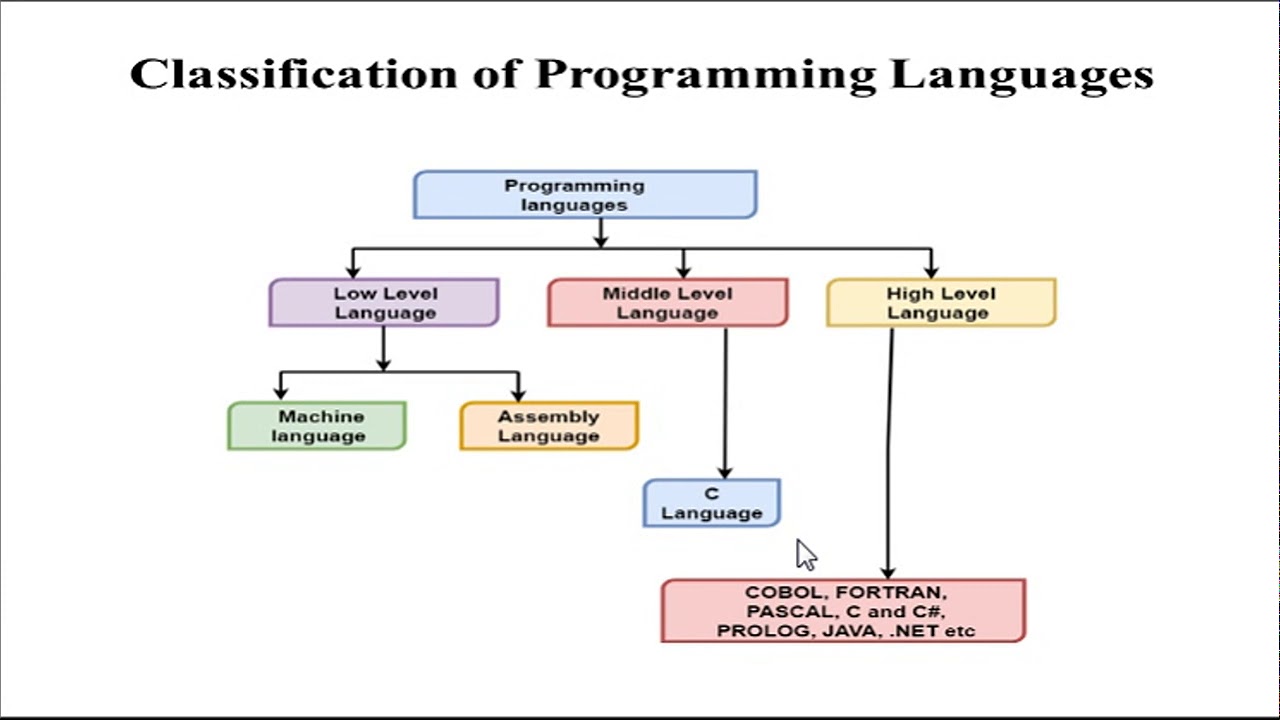 Classification of Programming Languages
Programming
languages
Low Level
Language
Middle Level
Language
High Level
Language
Machine
language
Assembly
Language
C
Language
COBOL, FORTRAN,
PASCAL, C and C#,
PROLOG, JAVA, .NET etc